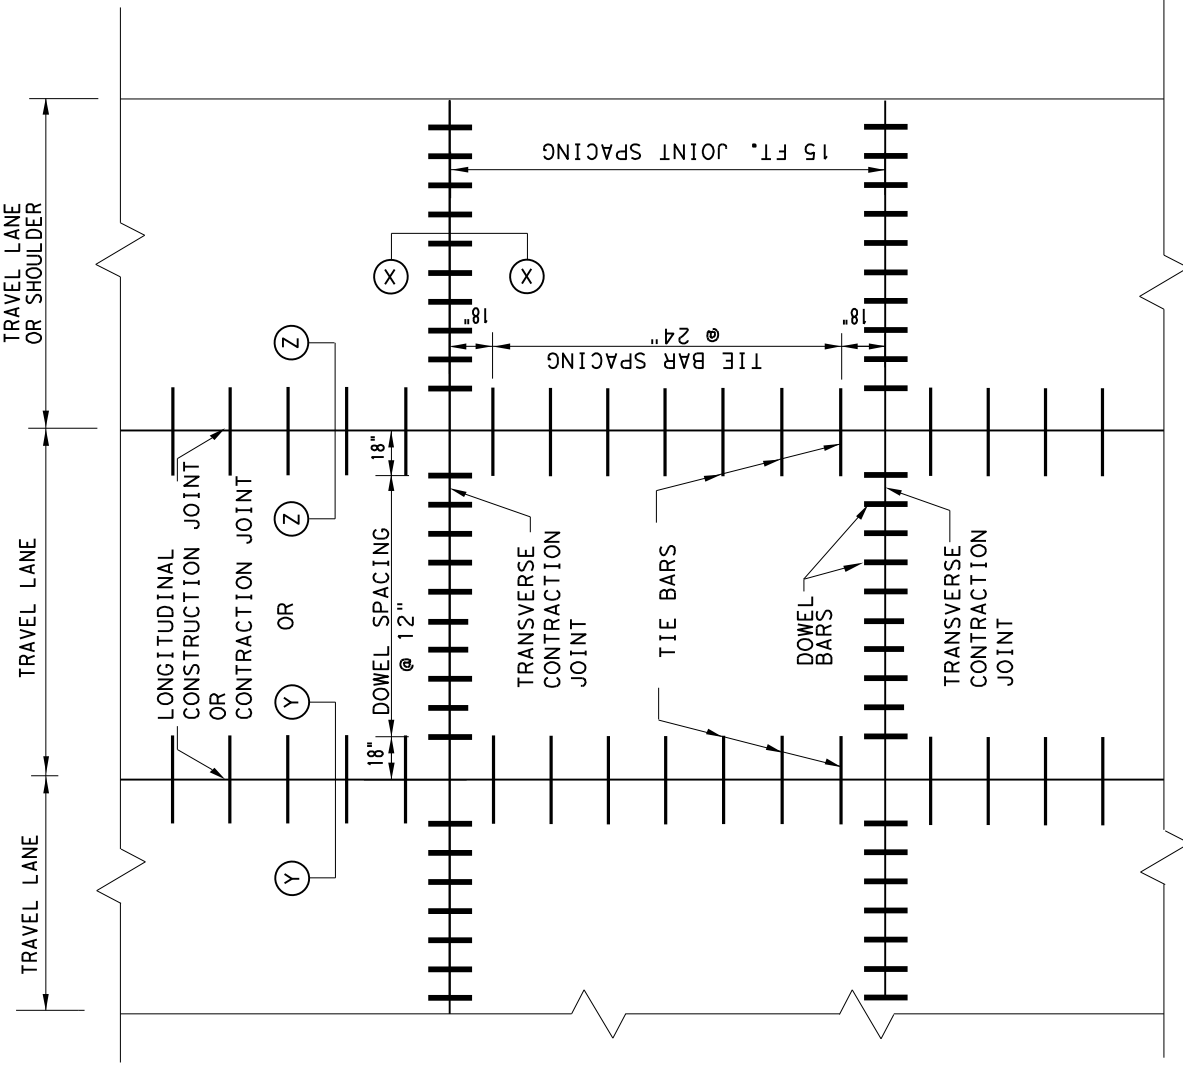 TRAVEL LANE
OR SHOULDER
TRAVEL LANE
TRAVEL LANE
15 FT. JOINT SPACING
X
X
18"
18"
TIE BAR SPACING
@ 24"
Z
Z
OR
Y
Y
LONGITUDINAL
CONSTRUCTION JOINT
OR
CONTRACTION JOINT
18"
DOWEL SPACING
@ 12"
18"
TRANSVERSE
CONTRACTION
JOINT
TIE BARS
DOWEL
BARS
TRANSVERSE
CONTRACTION
JOINT